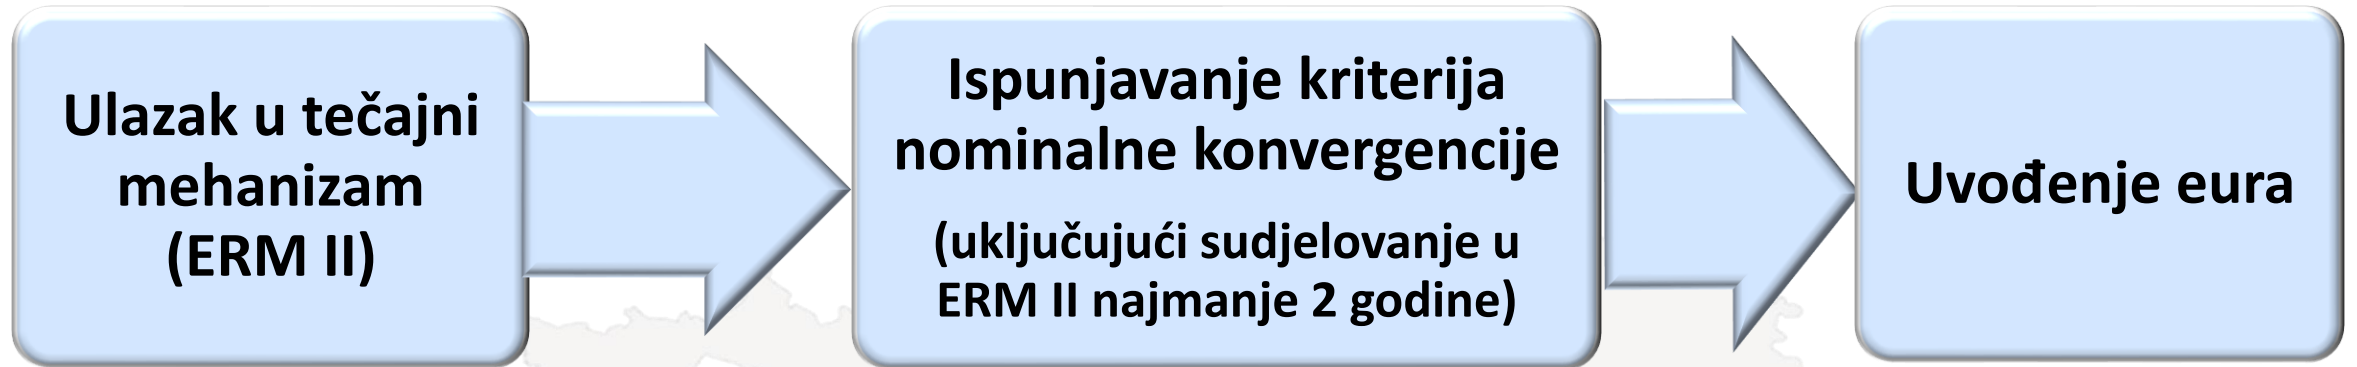 Ulazak u tečajni
mehanizam
(ERM II)
Ispunjavanje kriterija
nominalne konvergencije
(uključujući sudjelovanje u
ERM II najmanje 2 godine)
Uvođenje eura